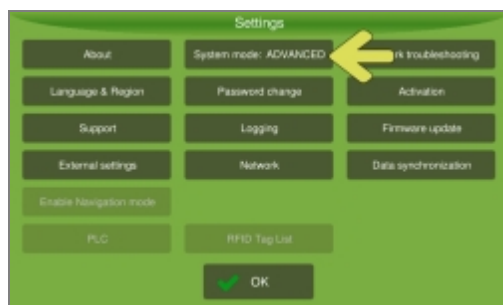 Settings
About
System mode: ADVANCED
rk troubleshooting
Language & Region
Password change
Activation
Support
Logging
Firmware update
External settings
Network
Data synchronization
Enable Navigation mode
PLC
RFID Tag List
OK